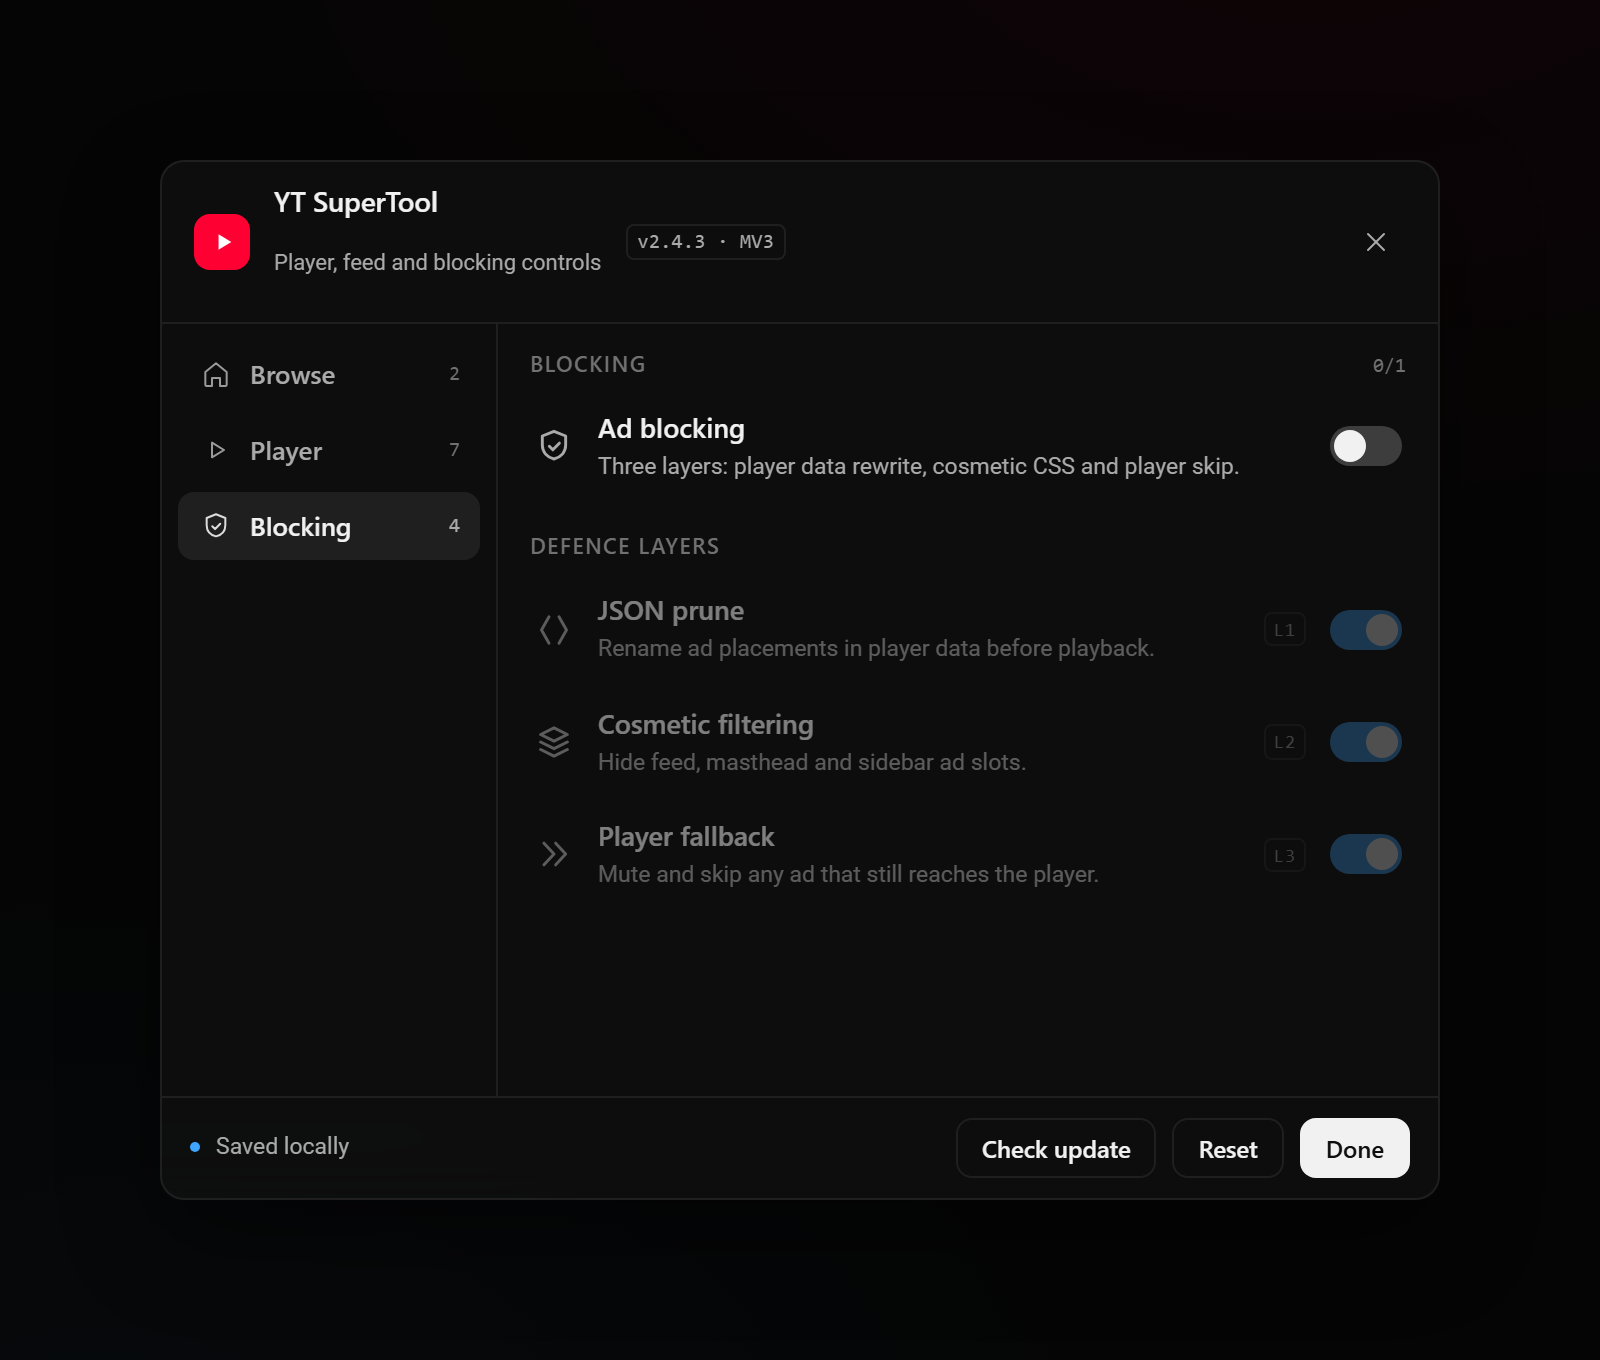 YT SuperTool
Player, feed and blocking controls
v2.4.3 · MV3
Browse 2
Player 7
Blocking 4
BLOCKING 0/1
Ad blocking
Three layers: player data rewrite, cosmetic CSS and player skip.
DEFENCE LAYERS
JSON prune
Rename ad placements in player data before playback.
L1
Cosmetic filtering
Hide feed, masthead and sidebar ad slots.
L2
Player fallback
Mute and skip any ad that still reaches the player.
L3
Saved locally
Check update
Reset
Done